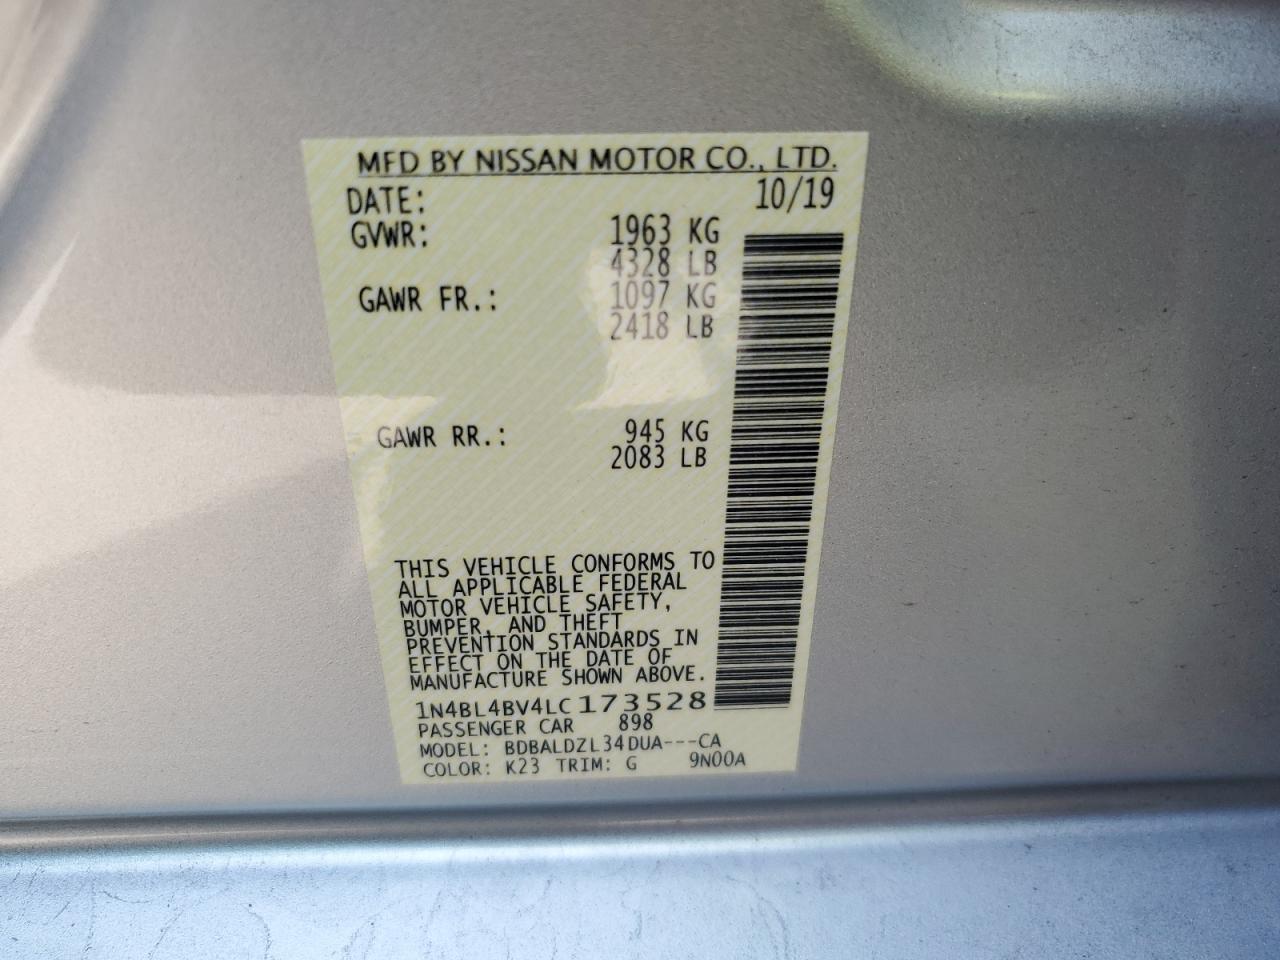 MFD BY NISSAN MOTOR CO., LTD.
DATE: 10/19
GVWR: 1963 KG
4328 LB
GAWR FR.: 1097 KG
2418 LB
GAWR RR.: 945 KG
2083 LB
THIS VEHICLE CONFORMS TO
ALL APPLICABLE FEDERAL
MOTOR VEHICLE SAFETY,
BUMPER, AND THEFT
PREVENTION STANDARDS IN
EFFECT ON THE DATE OF
MANUFACTURE SHOWN ABOVE.
1N4BL4BV4LC173528
PASSENGER CAR 898
MODEL: BDBALDZL34DUA---CA
COLOR: K23 TRIM: G 9N00A